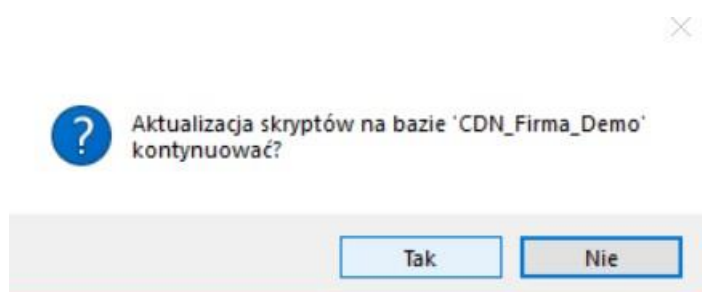 ?
Aktualizacja skryptów na bazie 'CDN_Firma_Demo'
kontynuować?
Tak Nie